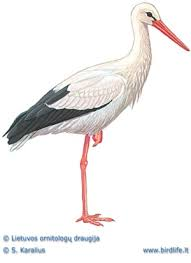 © Lietuvos ornitologų draugija
© S. Karalius www.birdlife.lt